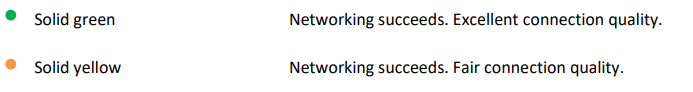 Solid green Networking succeeds. Excellent connection quality.
Solid yellow Networking succeeds. Fair connection quality.